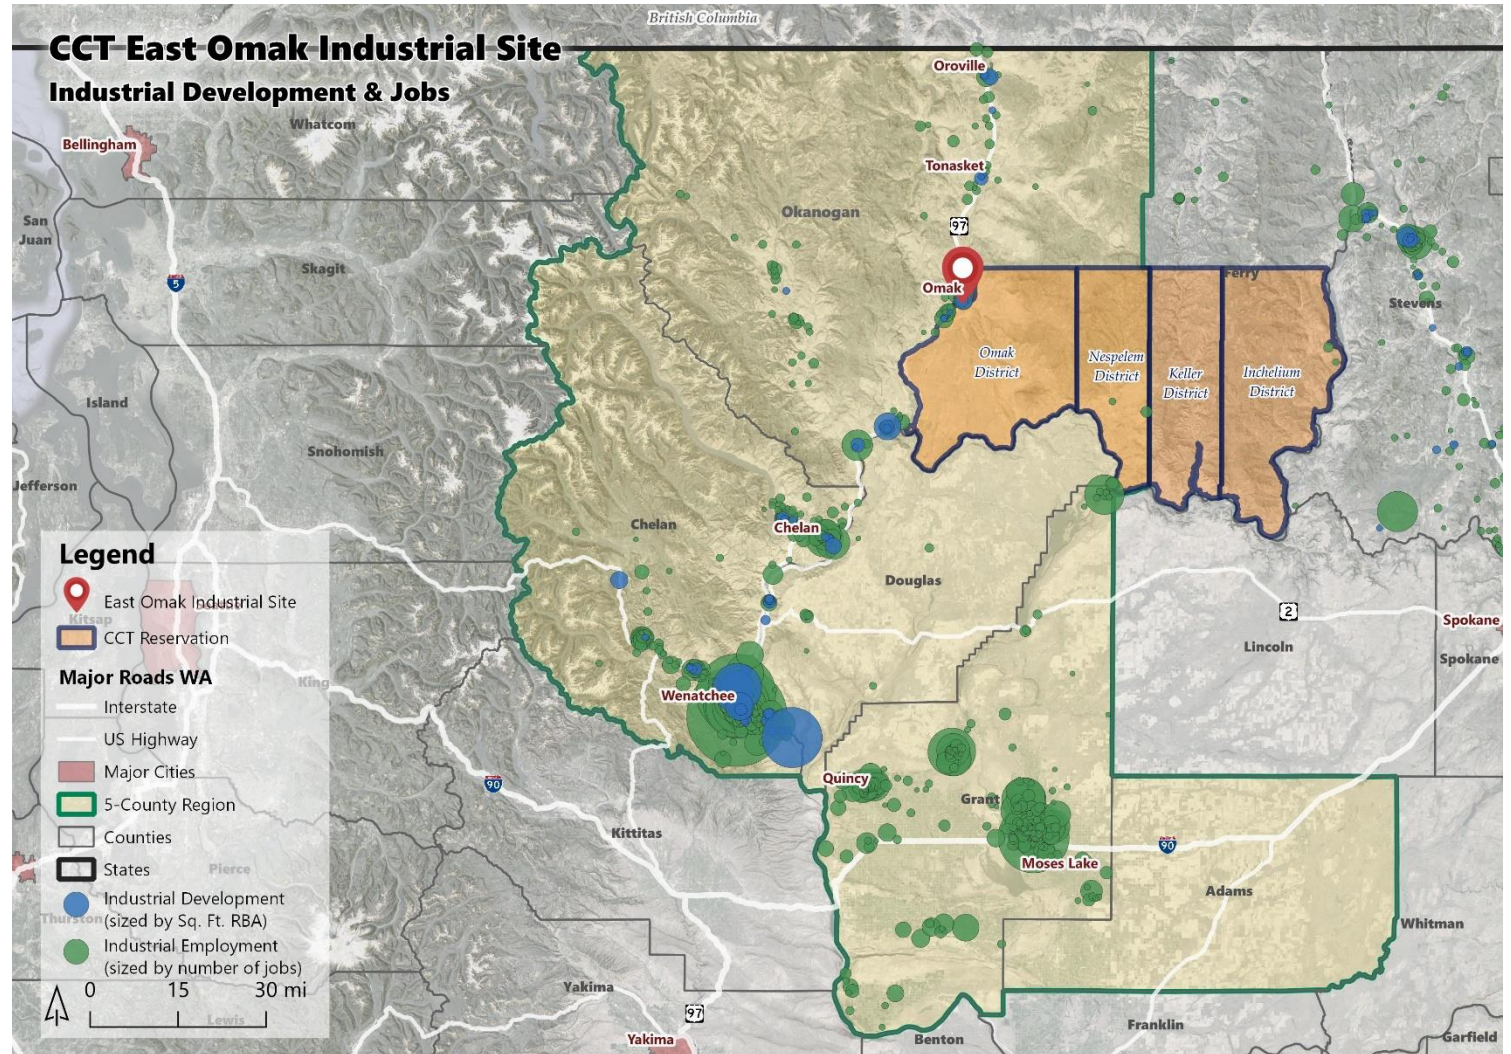 CCT East Omak Industrial Site
Industrial Development & Jobs
British Columbia
Oroville
Whatcom
Bellingham
Tonasket
San
Juan
Okanogan
97
Skagit
5
Omak
Ferry
Stevens
Omak
District
Nespelem
District
Keller
District
Inchelium
District
Island
Snohomish
Jefferson
Chelan
Chelan
Douglas
2
Spokane
Lincoln
Spokane
Legend
East Omak Industrial Site
Kitsap
CCT Reservation
Major Roads WA
King
Interstate
US Highway
Major Cities
5-County Region
Counties
States
Pierce
Industrial Development
(sized by Sq. Ft. RBA)
Thurston
Industrial Employment
(sized by number of jobs)
0 15 30 mi
Lewis
Wenatchee
90
Quincy
Grant
Kittitas
Moses Lake
90
Adams
Whitman
Yakima
97
Yakima
Benton
Franklin
Garfield